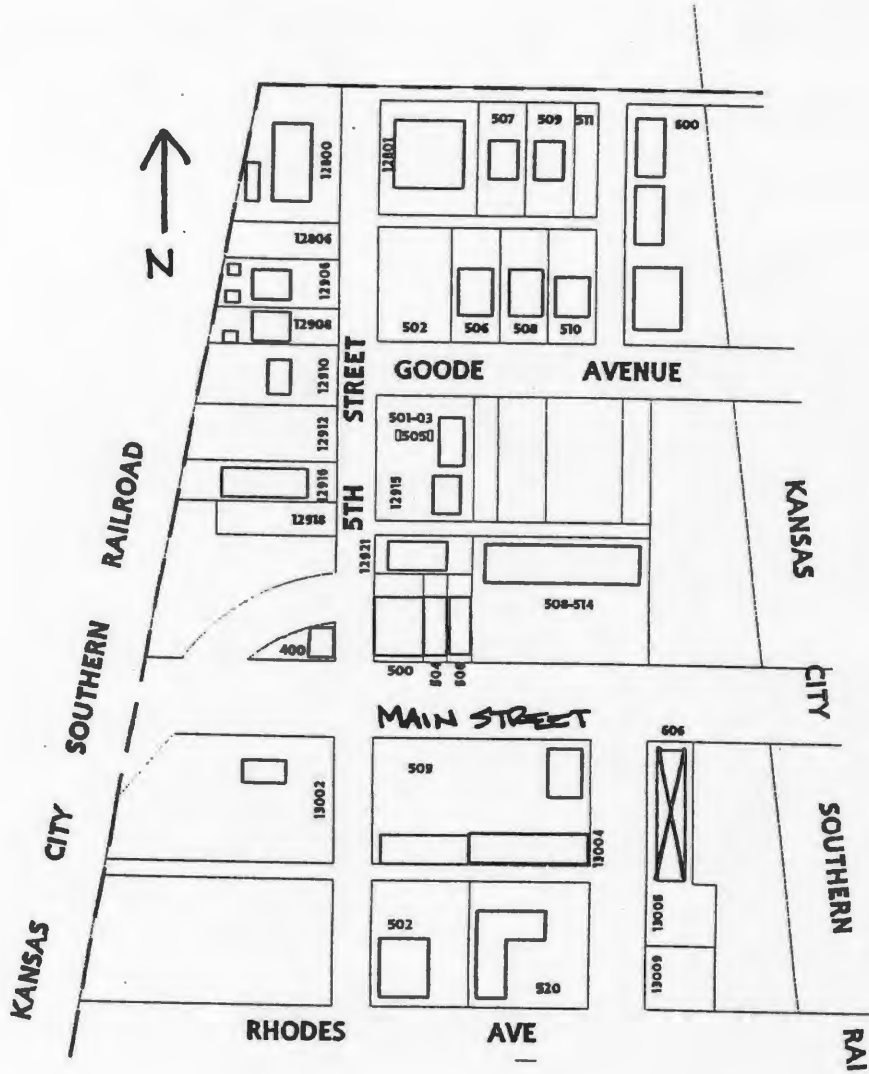 507
509
511
600
12800
12801
12806
N
12906
12908
502
506
508
510
12910
STREET
GOODE AVENUE
501-03
[505]
12912
12916
12915
5TH
12918
12921
RAILROAD
KANSAS
508-514
400
500
504
506
CITY
SOUTHERN
MAIN STREET
606
509
13002
13004
SOUTHERN
CITY
502
13008
520
13009
KANSAS
RHODES AVE
RAI